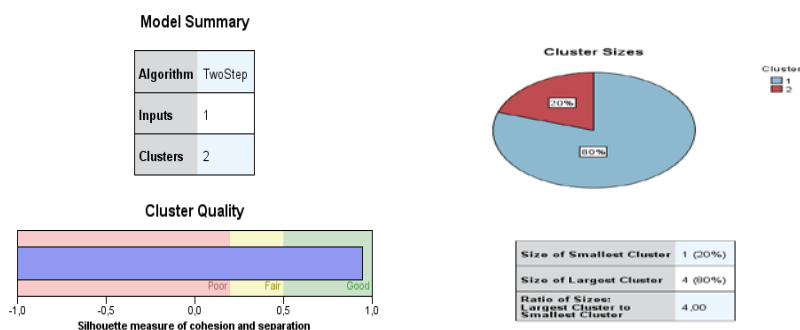 Model Summary
Algorithm TwoStep
Inputs 1
Clusters 2
Cluster Quality
Poor Fair Good
-1,0 -0,5 0,0 0,5 1,0
Silhouette measure of cohesion and separation
Cluster Sizes
Cluster
1
2
20%
80%
Size of Smallest Cluster 1 (20%)
Size of Largest Cluster 4 (80%)
Ratio of Sizes:
Largest Cluster to
Smallest Cluster
4,00